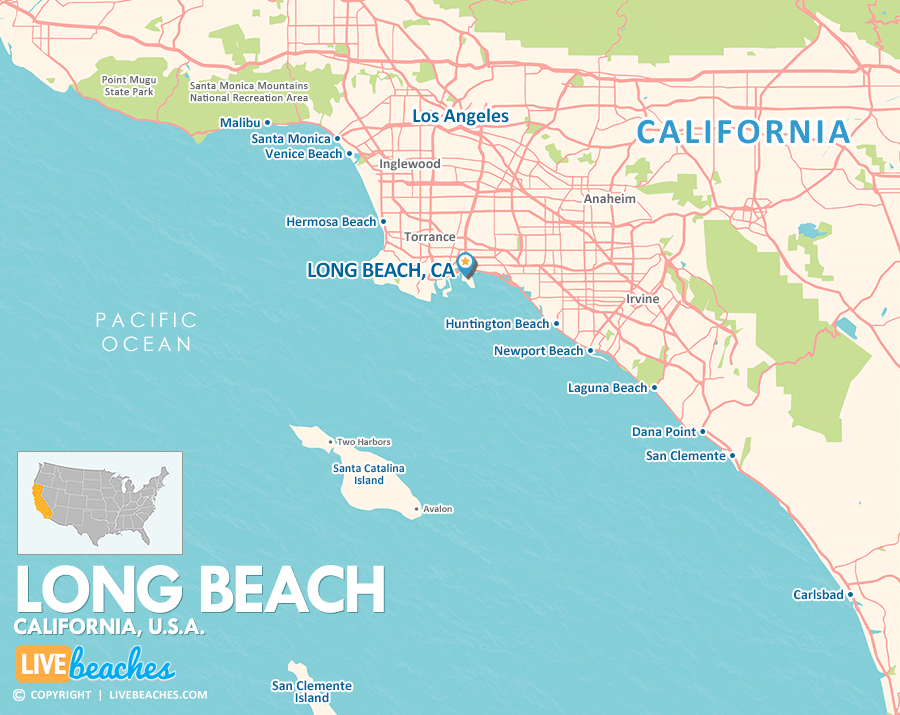 Point Mugu
State Park
Santa Monica Mountains
National Recreation Area
Malibu
Los Angeles
CALIFORNIA
Santa Monica
Venice Beach
Inglewood
Anaheim
Hermosa Beach
Torrance
LONG BEACH, CA
Irvine
PACIFIC
OCEAN
Huntington Beach
Newport Beach
Laguna Beach
Dana Point
San Clemente
Two Harbors
Santa Catalina
Island
Avalon
Carlsbad
LONG BEACH
CALIFORNIA, U.S.A.
LIVEbeaches
© COPYRIGHT | LIVEBEACHES.COM
San Clemente
Island